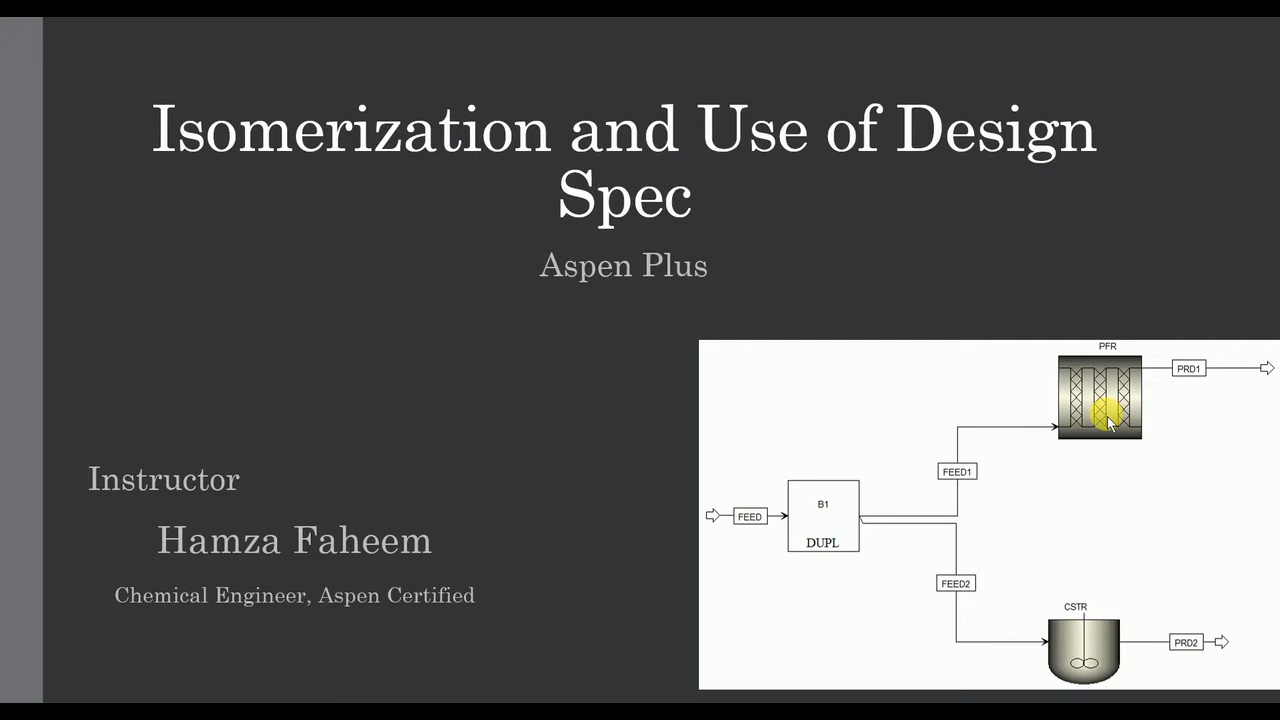 Isomerization and Use of Design
Spec
Aspen Plus
Instructor
Hamza Faheem
Chemical Engineer, Aspen Certified
PFR
PRD1
FEED1
FEED
B1
DUPL
FEED2
CSTR
PRD2